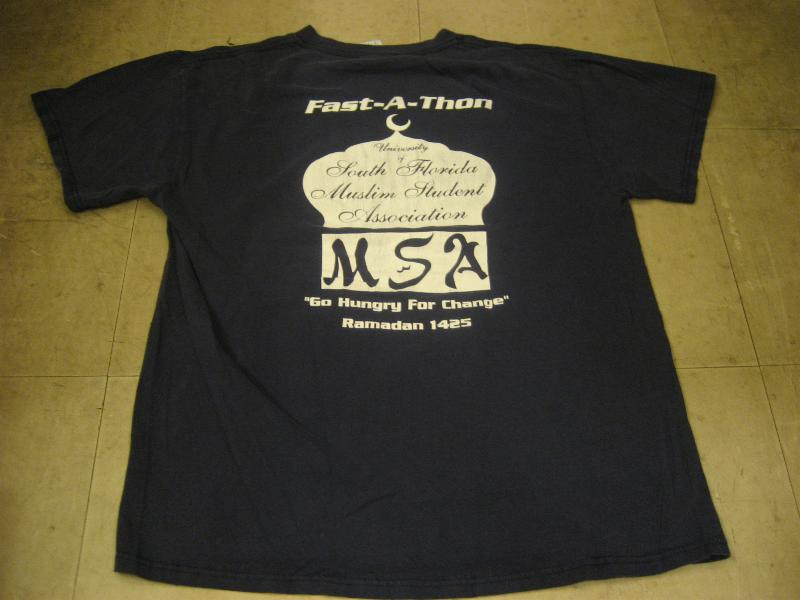 Fast-A-Thon
University
of
South Florida
Muslim Student
Association
MSA
"Go Hungry For Change"
Ramadan 1425